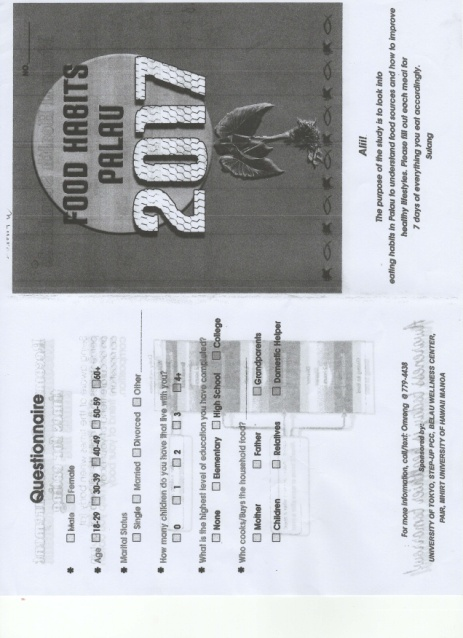 NO.
FOOD HABITS
PALAU
2017
Alii!
The purpose of the study is to look into
eating habits in Palau to understand food sources and how to improve
healthy lifestyles. Please fill out each meal for
7 days of everything you eat accordingly.
Sulang
Questionnaire
Male Female
Age 18-29 30-39 40-49 50-59 60+
Marital Status
Single Married Divorced Other
How many children do you have that live with you?
0 1 2 3 4+
What is the highest level of education you have completed?
None Elementary High School College
Who cooks/Buys the household food?
Mother Father Grandparents
Children Relatives Domestic Helper
For more information, call/text: Omreng @ 779-4438
Sponsored by:
UNIVERSITY OF TOKYO, STEP-UP PCC, BELAU WELLNESS CENTER,
PAIR, MHIRT UNIVERSITY OF HAWAII MANOA